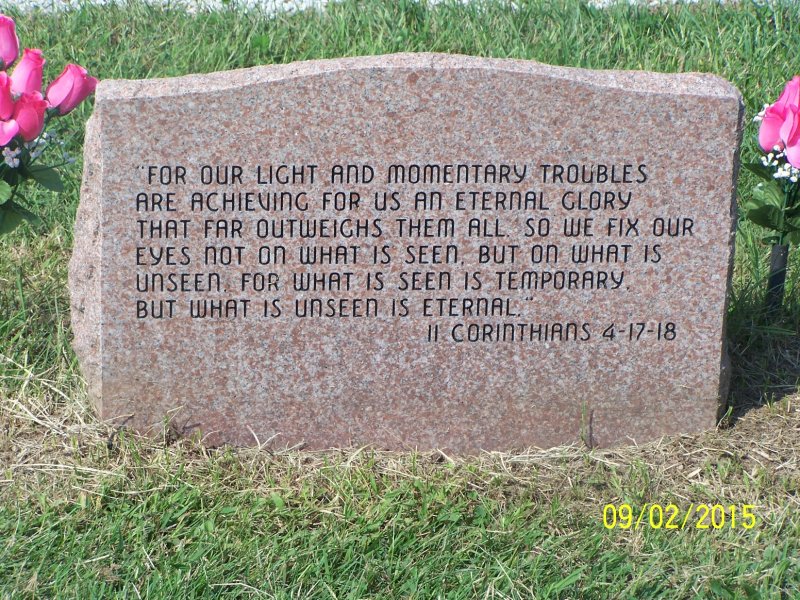 "FOR OUR LIGHT AND MOMENTARY TROUBLES
ARE ACHIEVING FOR US AN ETERNAL GLORY
THAT FAR OUTWEIGHS THEM ALL. SO WE FIX OUR
EYES NOT ON WHAT IS SEEN, BUT ON WHAT IS
UNSEEN. FOR WHAT IS SEEN IS TEMPORARY,
BUT WHAT IS UNSEEN IS ETERNAL."
II CORINTHIANS 4-17-18
09/02/2015